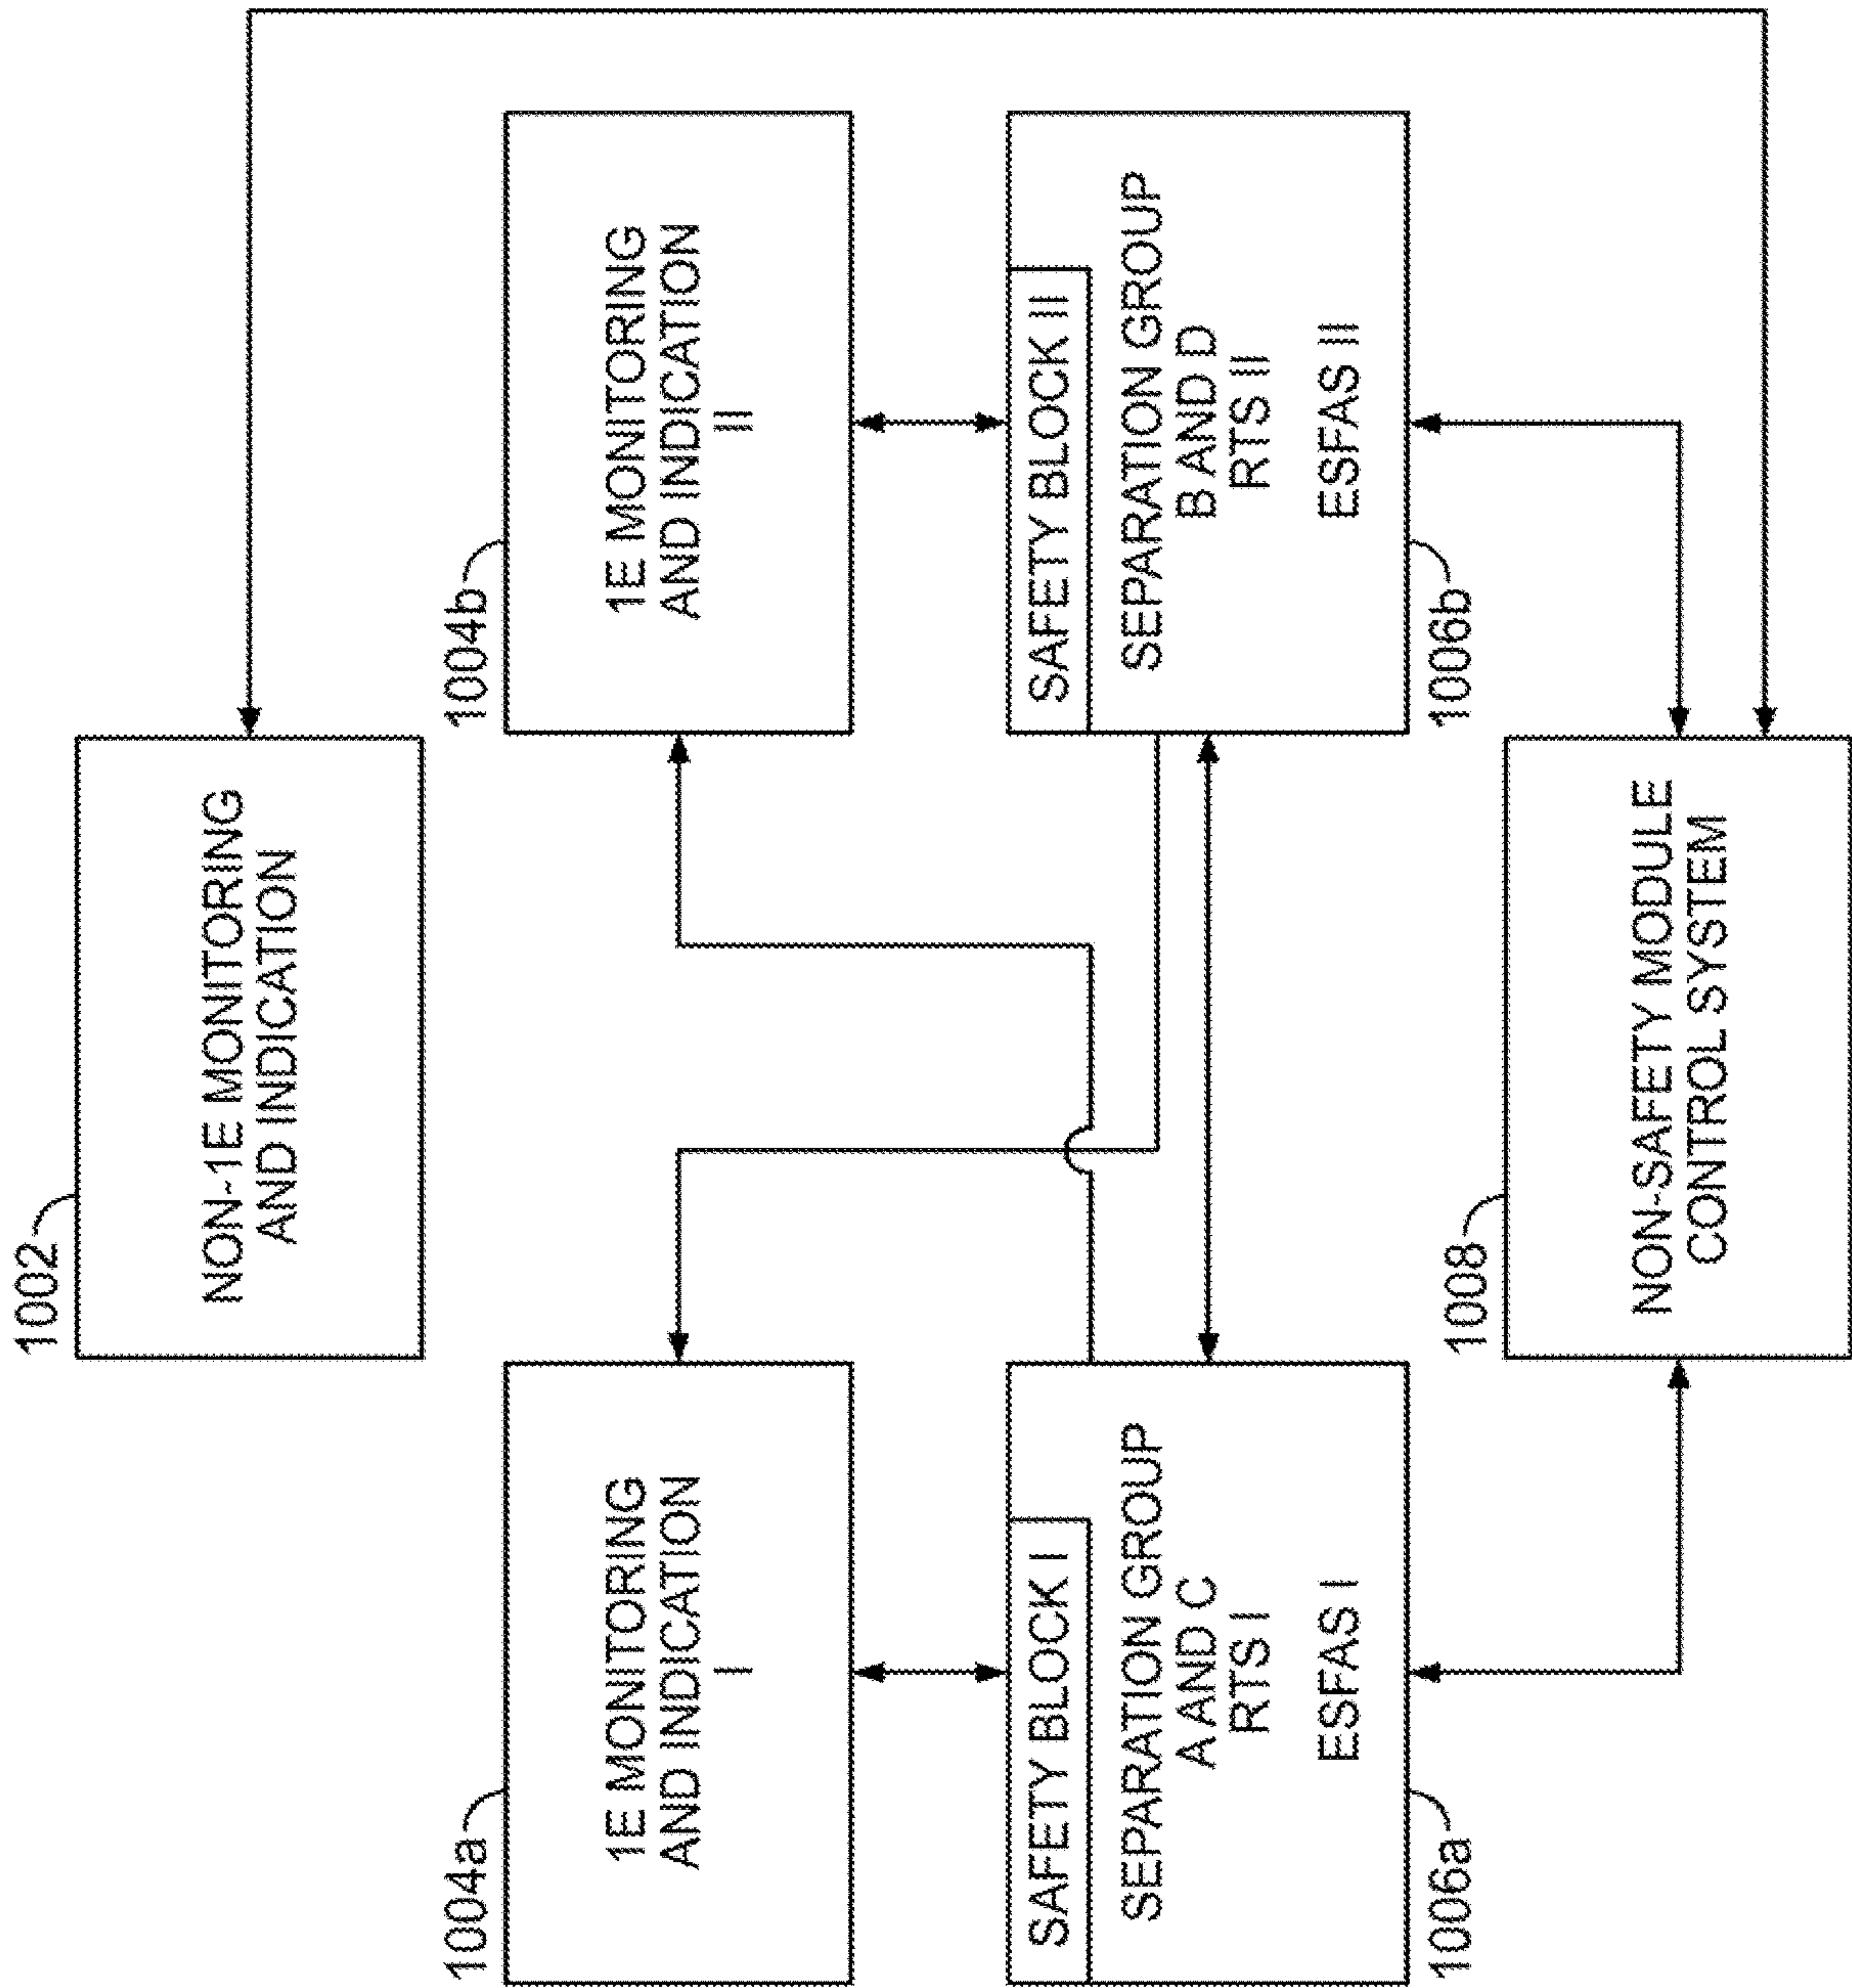 1002
NON-1E MONITORING
AND INDICATION
1004a
1E MONITORING
AND INDICATION
I
1004b
1E MONITORING
AND INDICATION
II
SAFETY BLOCK I
SEPARATION GROUP
A AND C
RTS I
ESFAS I
1006a
SAFETY BLOCK II
SEPARATION GROUP
B AND D
RTS II
ESFAS II
1006b
1008
NON-SAFETY MODULE
CONTROL SYSTEM